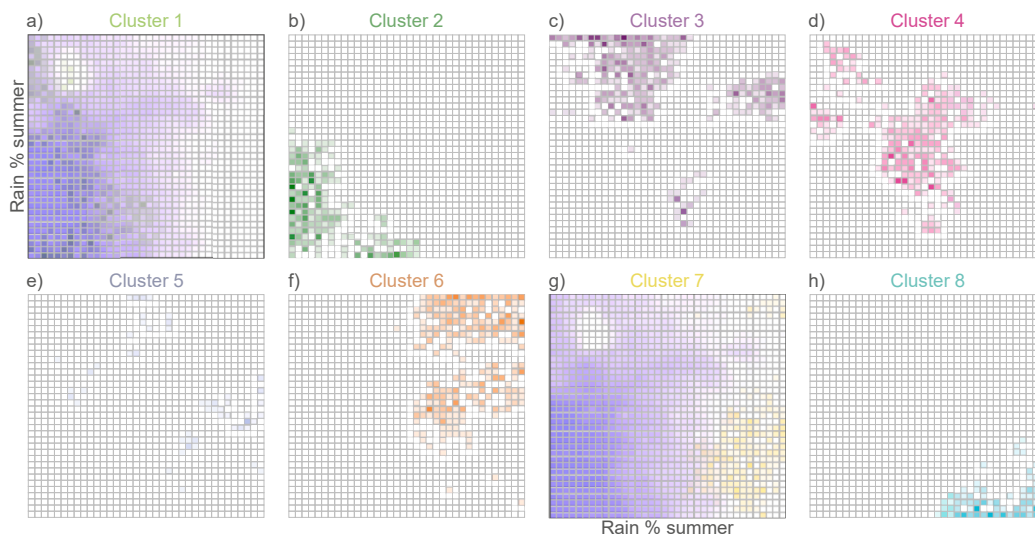 a) Cluster 1
b) Cluster 2
c) Cluster 3
d) Cluster 4
Rain % summer
e) Cluster 5
f) Cluster 6
g) Cluster 7
h) Cluster 8
Rain % summer